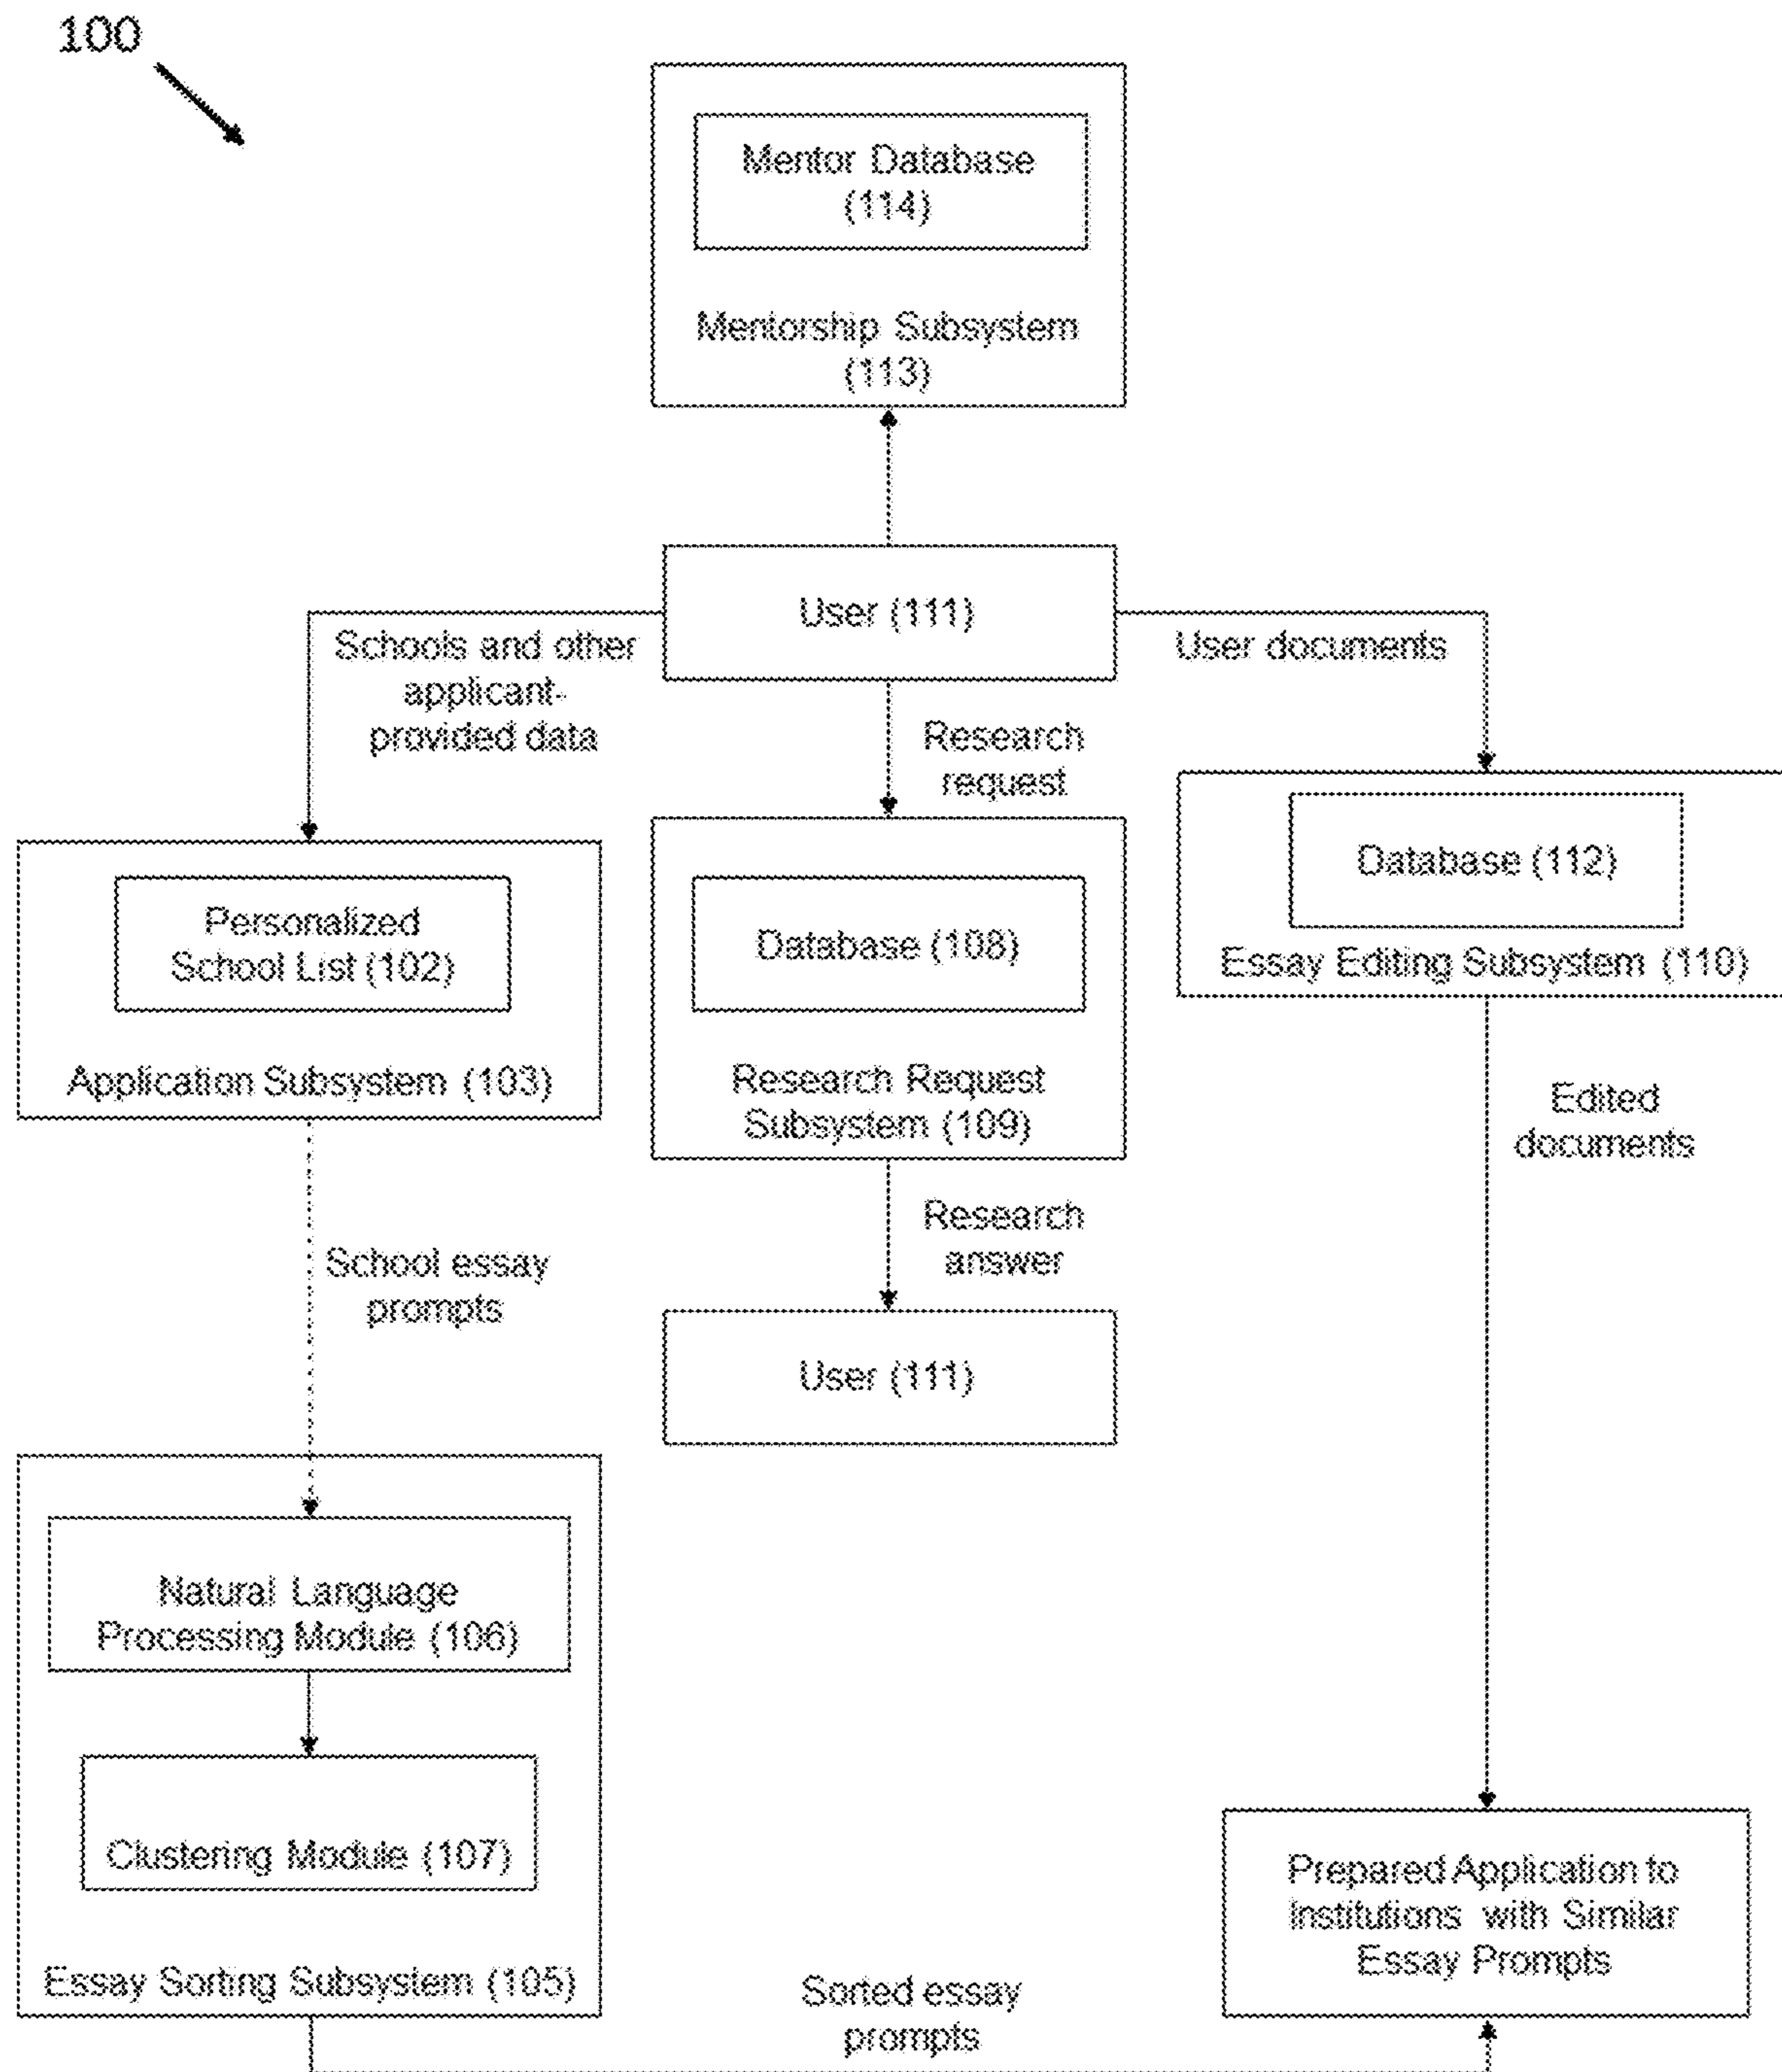 100
Mentor Database
(114)
Mentorship Subsystem
(113)
User (111)
Schools and other
applicant-
provided data
User documents
Research
request
Personalized
School List (102)
Application Subsystem (103)
Database (108)
Research Request
Subsystem (109)
Database (112)
Essay Editing Subsystem (110)
Edited
documents
School essay
prompts
Research
answer
User (111)
Natural Language
Processing Module (106)
Clustering Module (107)
Essay Sorting Subsystem (105)
Prepared Application to
Institutions with Similar
Essay Prompts
Sorted essay
prompts